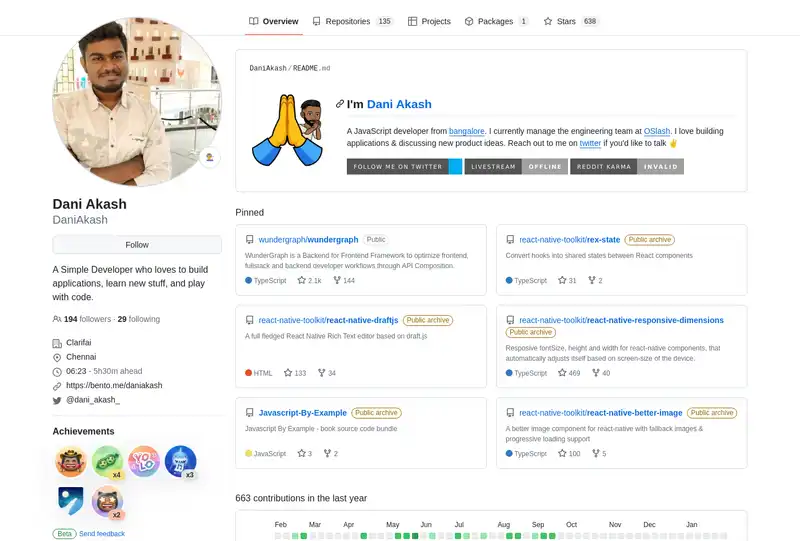 Overview Repositories 135 Projects Packages 1 Stars 638
DaniAkash/README.md
I'm Dani Akash
A JavaScript developer from bangalore. I currently manage the engineering team at OSlash. I love building
applications & discussing new product ideas. Reach out to me on twitter if you'd like to talk ✌
FOLLOW ME ON TWITTER LIVESTREAM OFFLINE REDDIT KARMA INVALID
Dani Akash
DaniAkash
Follow
A Simple Developer who loves to build
applications, learn new stuff, and play
with code.
194 followers · 29 following
Clarifai
Chennai
06:23 - 5h30m ahead
https://bento.me/daniakash
@dani_akash_
Achievements
YOLO
x4
x3
x2
Beta Send feedback
Pinned
wundergraph/wundergraph Public
WunderGraph is a Backend for Frontend Framework to optimize frontend,
fullstack and backend developer workflows through API Composition.
TypeScript 2.1k 144
react-native-toolkit/rex-state Public archive
Convert hooks into shared states between React components
TypeScript 31 2
react-native-toolkit/react-native-draftjs Public archive
A full fledged React Native Rich Text editor based on draft.js
HTML 133 34
react-native-toolkit/react-native-responsive-dimensions
Public archive
Resposive fontSize, height and width for react-native components, that
automatically adjusts itself based on screen-size of the device.
TypeScript 469 40
Javascript-By-Example Public archive
Javascript By Example - book source code bundle
JavaScript 3 2
react-native-toolkit/react-native-better-image Public archive
A better image component for react-native with fallback images &
progressive loading support
TypeScript 100 5
663 contributions in the last year
Feb Mar Apr May Jun Jul Aug Sep Oct Nov Dec Jan